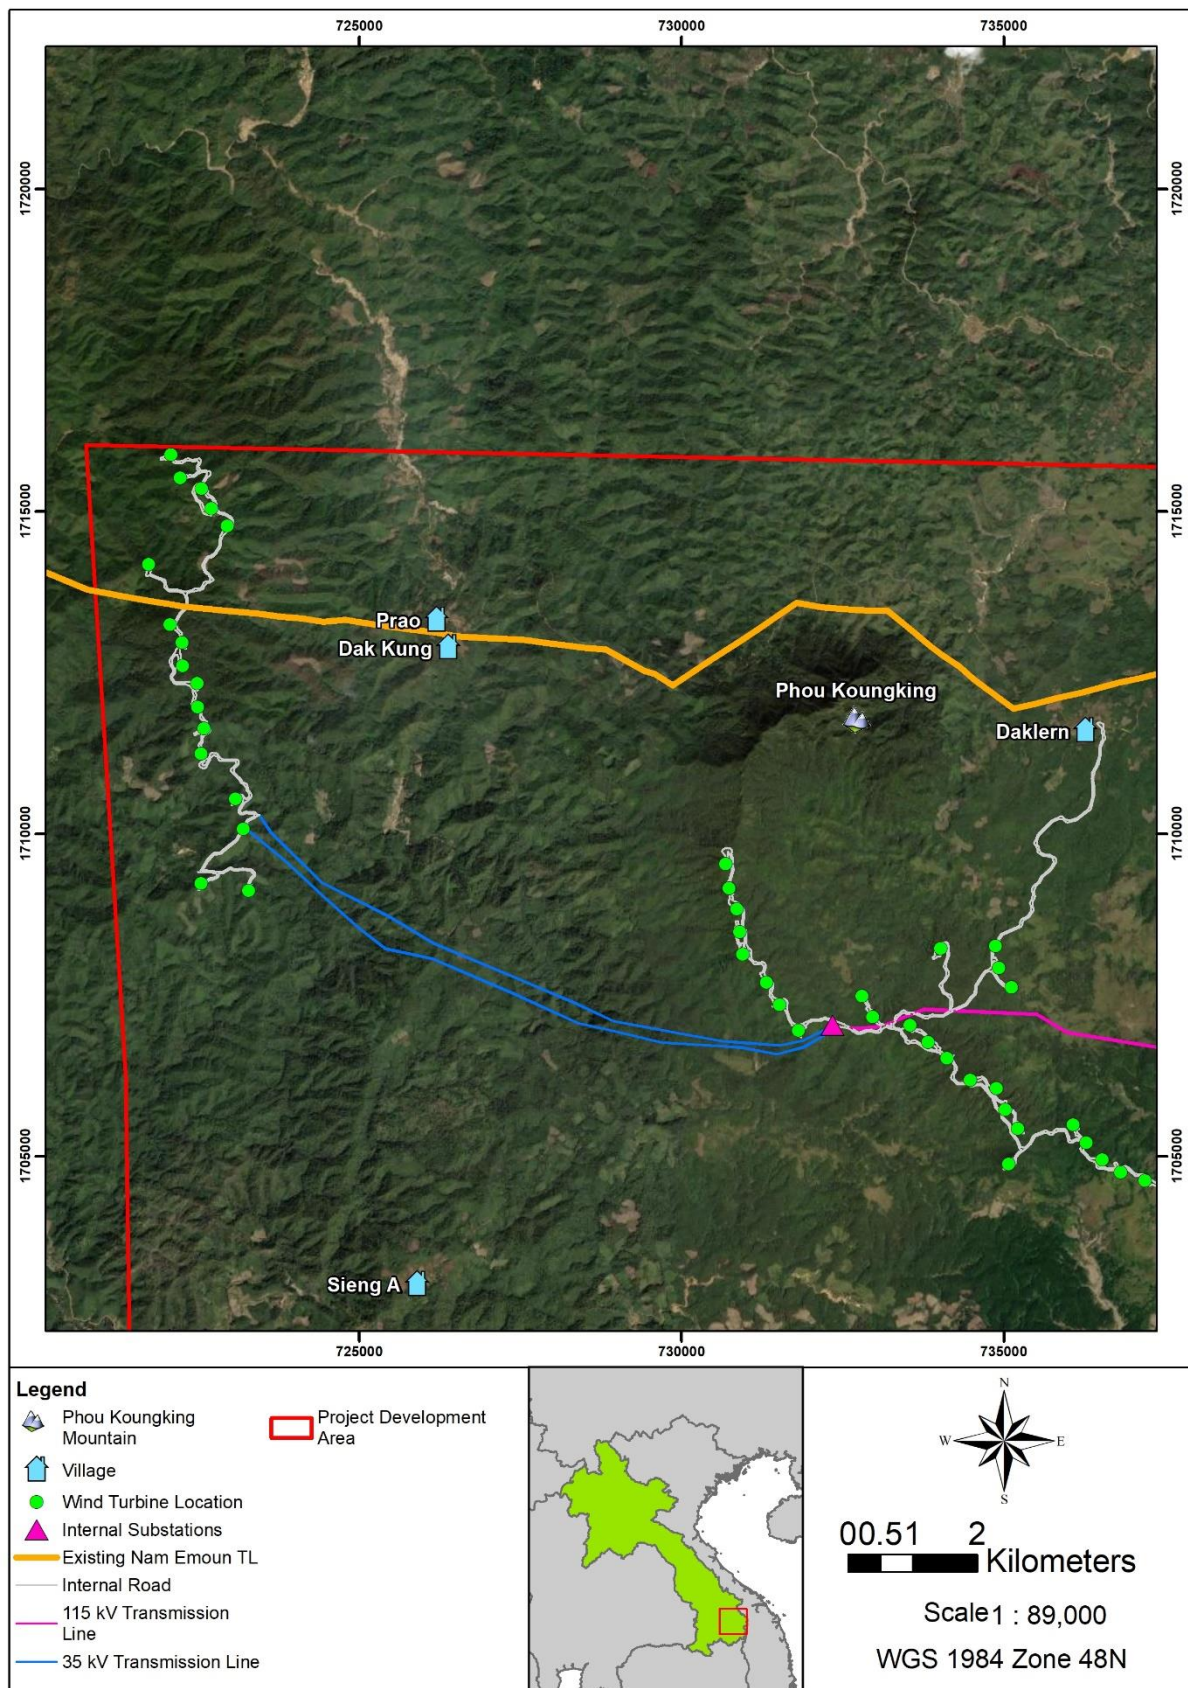 725000
730000
735000
1720000
1720000
1715000
1715000
Prao
Dak Kung
Phou Koungking
Daklern
1710000
1710000
1705000
1705000
Sieng A
725000
730000
735000
Legend
Phou Koungking
Mountain
Village
Wind Turbine Location
Internal Substations
Existing Nam Emoun TL
Internal Road
115 kV Transmission
Line
35 kV Transmission Line
Project Development
Area
N
W
E
S
00.51 2
Kilometers
Scale1 : 89,000
WGS 1984 Zone 48N